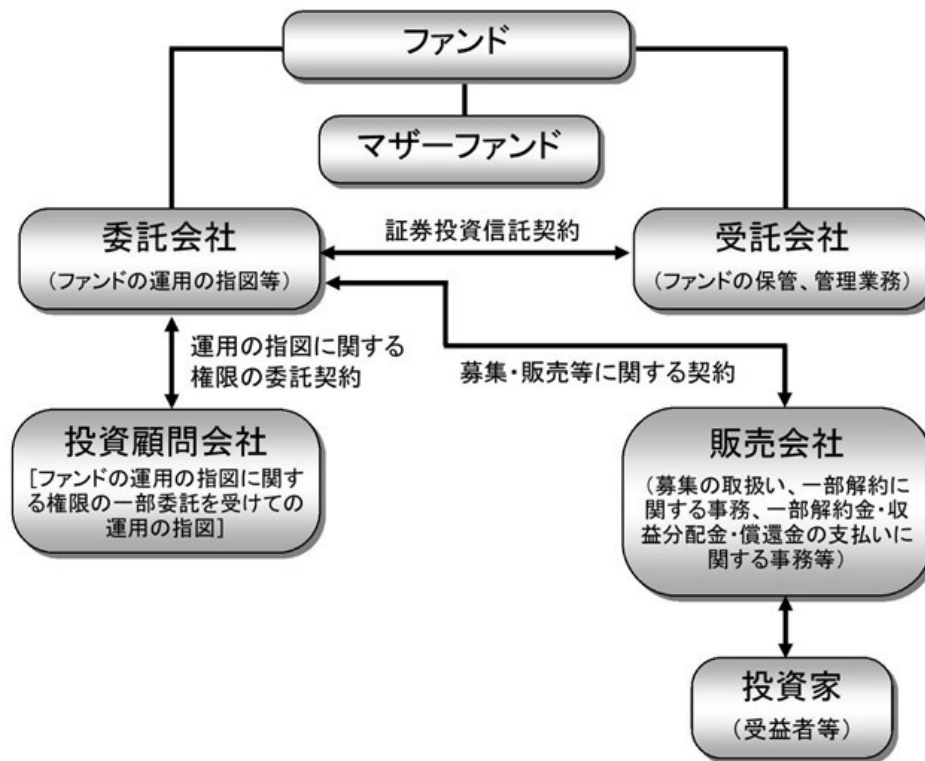 ファンド
マザーファンド
委託会社
（ファンドの運用の指図等）
証券投資信託契約
受託会社
（ファンドの保管、管理業務）
運用の指図に関する
権限の委託契約
募集・販売等に関する契約
投資顧問会社
[ファンドの運用の指図に関す
る権限の一部委託を受けての
運用の指図]
販売会社
（募集の取扱い、一部解約に
関する事務、一部解約金・収
益分配金・償還金の支払いに
関する事務等）
投資家
（受益者等）